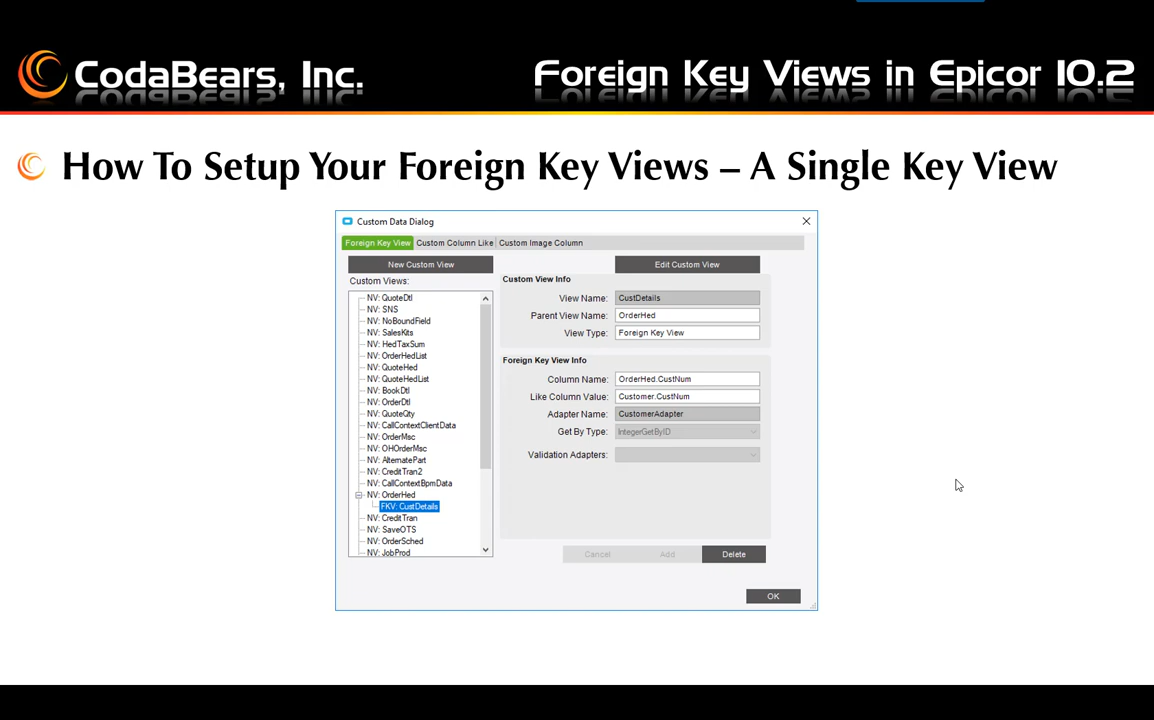 CodaBears, Inc.
Foreign Key Views in Epicor 10.2
How To Setup Your Foreign Key Views – A Single Key View
Custom Data Dialog
Foreign Key View Custom Column Like Custom Image Column
New Custom View
Edit Custom View
Custom Views:
NV: QuoteDtl
NV: SNS
NV: NoBoundField
NV: SalesKits
NV: HedTaxSum
NV: OrderHedList
NV: QuoteHed
NV: QuoteHedList
NV: BookDtl
NV: OrderDtl
NV: QuoteQty
NV: CallContextClientData
NV: OrderMsc
NV: OHOrderMsc
NV: AlternatePart
NV: CreditTran2
NV: CallContextBpmData
NV: OrderHed
FKV: CustDetails
NV: CreditTran
NV: SaveOTS
NV: OrderSched
NV: JobProd
Custom View Info
View Name: CustDetails
Parent View Name: OrderHed
View Type: Foreign Key View
Foreign Key View Info
Column Name: OrderHed.CustNum
Like Column Value: Customer.CustNum
Adapter Name: CustomerAdapter
Get By Type: IntegerGetByID
Validation Adapters:
Cancel Add Delete
OK